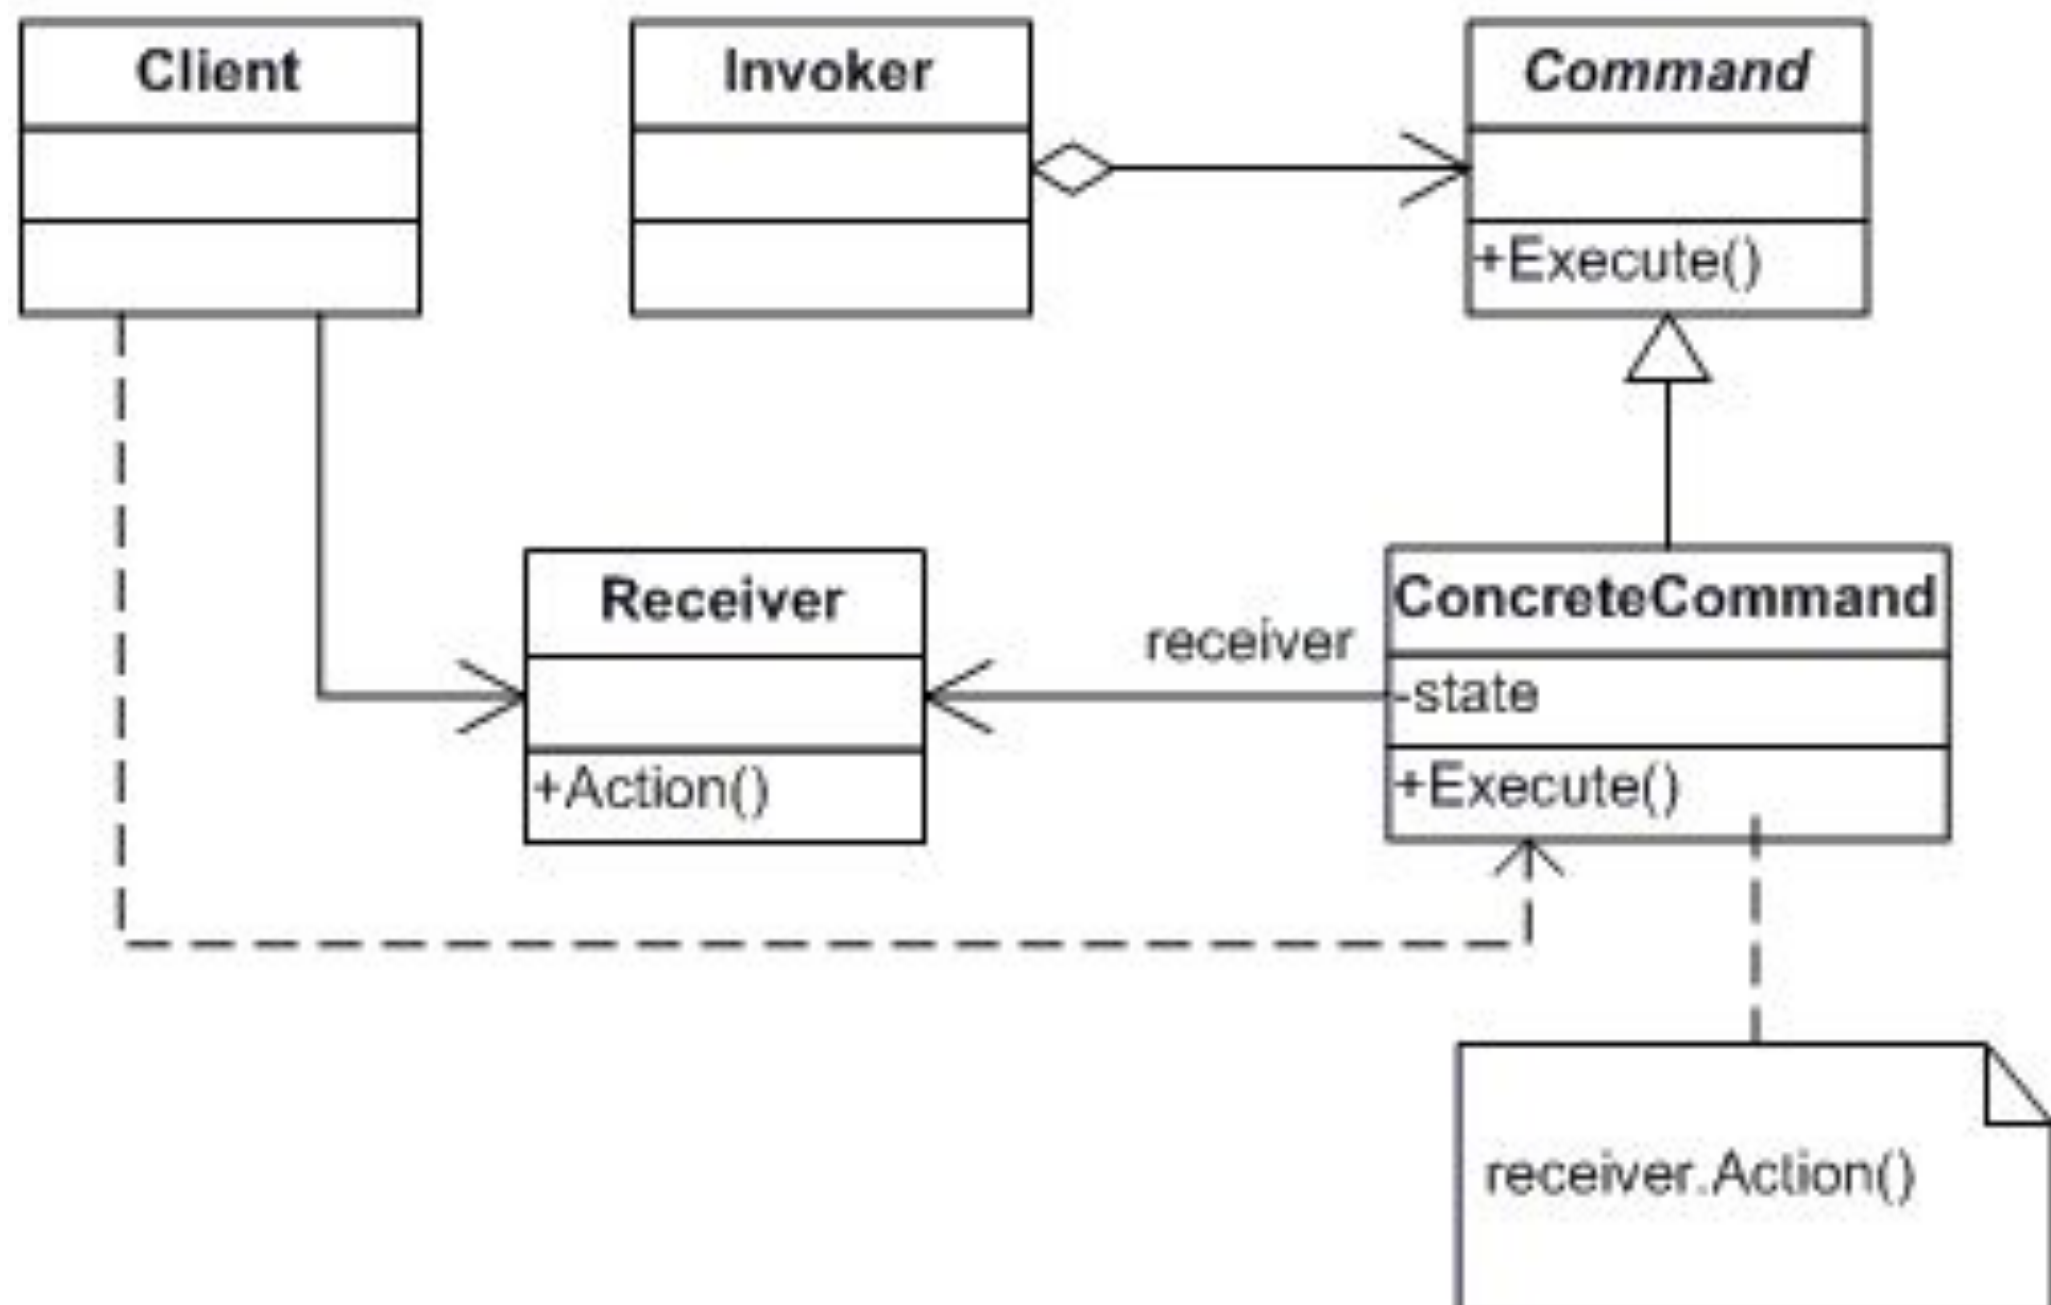 Client
Invoker
Command
+Execute()
Receiver
+Action()
receiver
ConcreteCommand
-state
+Execute()
receiver.Action()